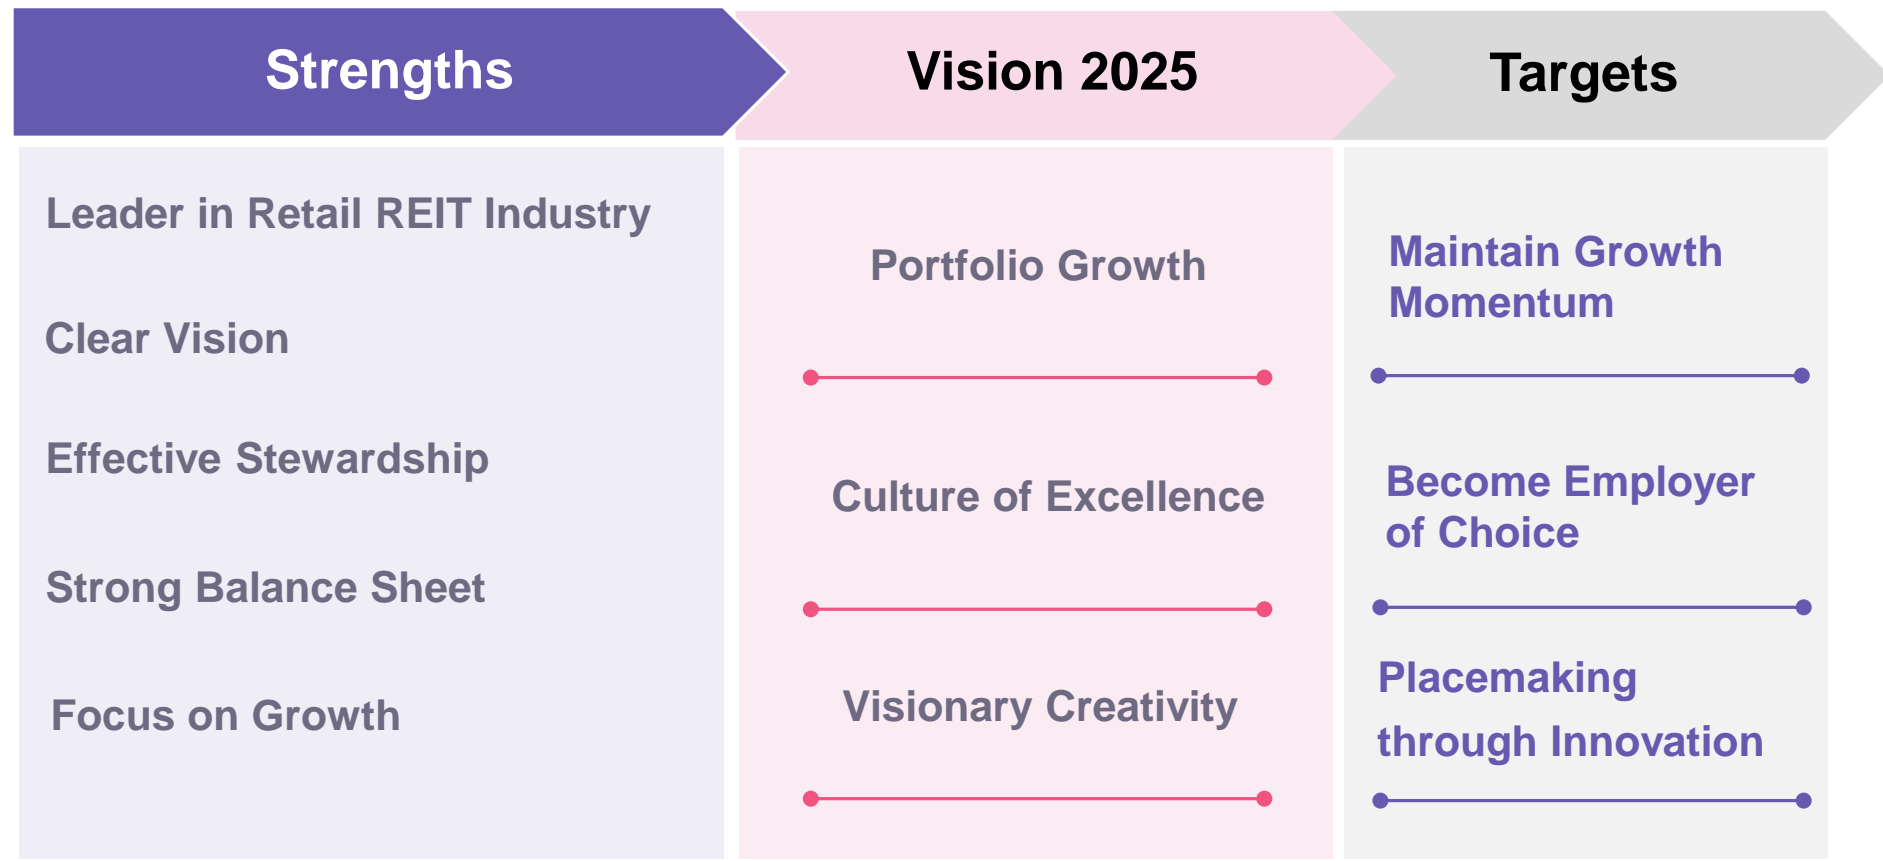 Strengths
Vision 2025
Targets
Leader in Retail REIT Industry
Clear Vision
Effective Stewardship
Strong Balance Sheet
Focus on Growth
Portfolio Growth
Culture of Excellence
Visionary Creativity
Maintain Growth
Momentum
Become Employer
of Choice
Placemaking
through Innovation